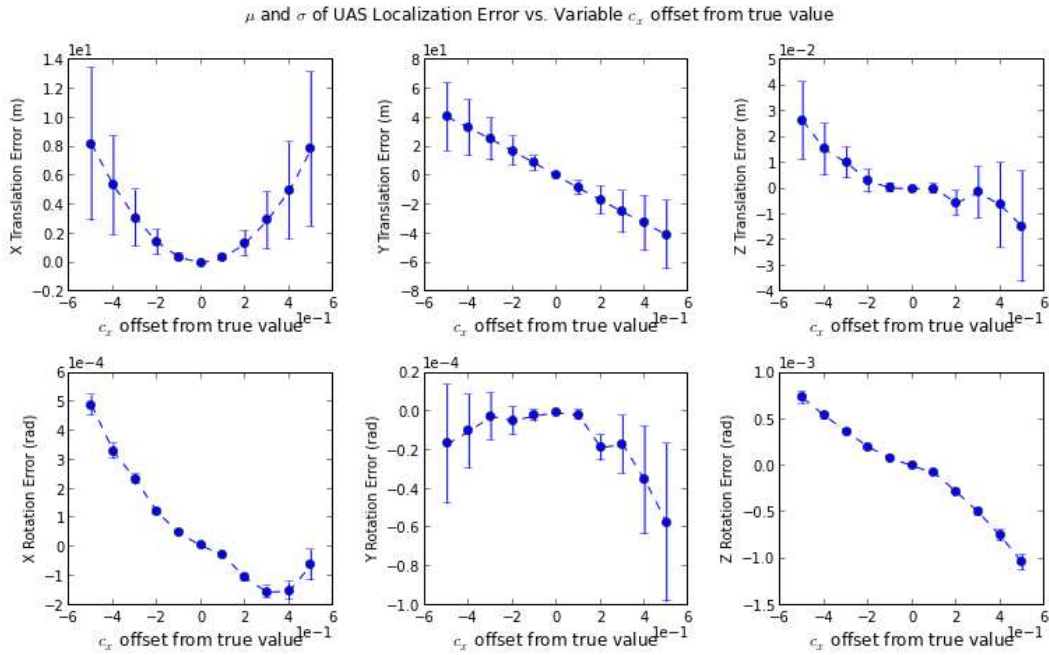 μ and σ of UAS Localization Error vs. Variable c_x offset from true value
1e1
1.4
1.2
1.0
0.8
0.6
0.4
0.2
0.0
−0.2
X Translation Error (m)
−6 −4 −2 0 2 4 6
1e−1
c_x offset from true value
8 1e1
6
4
2
0
−2
−4
−6
−8
Y Translation Error (m)
−6 −4 −2 0 2 4 6
1e−1
c_x offset from true value
5 1e−2
4
3
2
1
0
−1
−2
−3
−4
Z Translation Error (m)
−6 −4 −2 0 2 4 6
1e−1
c_x offset from true value
6 1e−4
5
4
3
2
1
0
−1
−2
X Rotation Error (rad)
−6 −4 −2 0 2 4 6
1e−1
c_x offset from true value
0.2 1e−4
0.0
−0.2
−0.4
−0.6
−0.8
−1.0
Y Rotation Error (rad)
−6 −4 −2 0 2 4 6
1e−1
c_x offset from true value
1.0 1e−3
0.5
0.0
−0.5
−1.0
−1.5
Z Rotation Error (rad)
−6 −4 −2 0 2 4 6
1e−1
c_x offset from true value